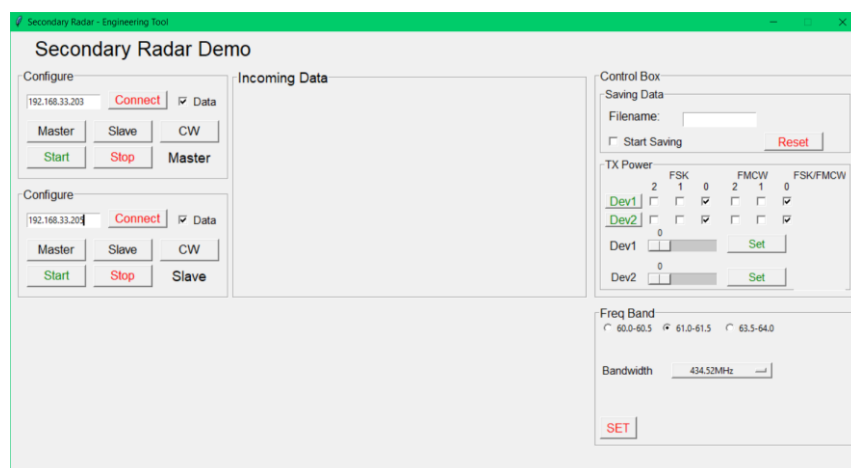 Secondary Radar - Engineering Tool
Secondary Radar Demo
Configure
192.168.33.203 Connect Data
Master Slave CW
Start Stop Master
Configure
192.168.33.205 Connect Data
Master Slave CW
Start Stop Slave
Incoming Data
Control Box
Saving Data
Filename:
Start Saving Reset
TX Power
FSK FMCW FSK/FMCW
2 1 0 2 1 0
Dev1
Dev2
0
Dev1 Set
0
Dev2 Set
Freq Band
60.0-60.5 61.0-61.5 63.5-64.0
Bandwidth 434.52MHz
SET